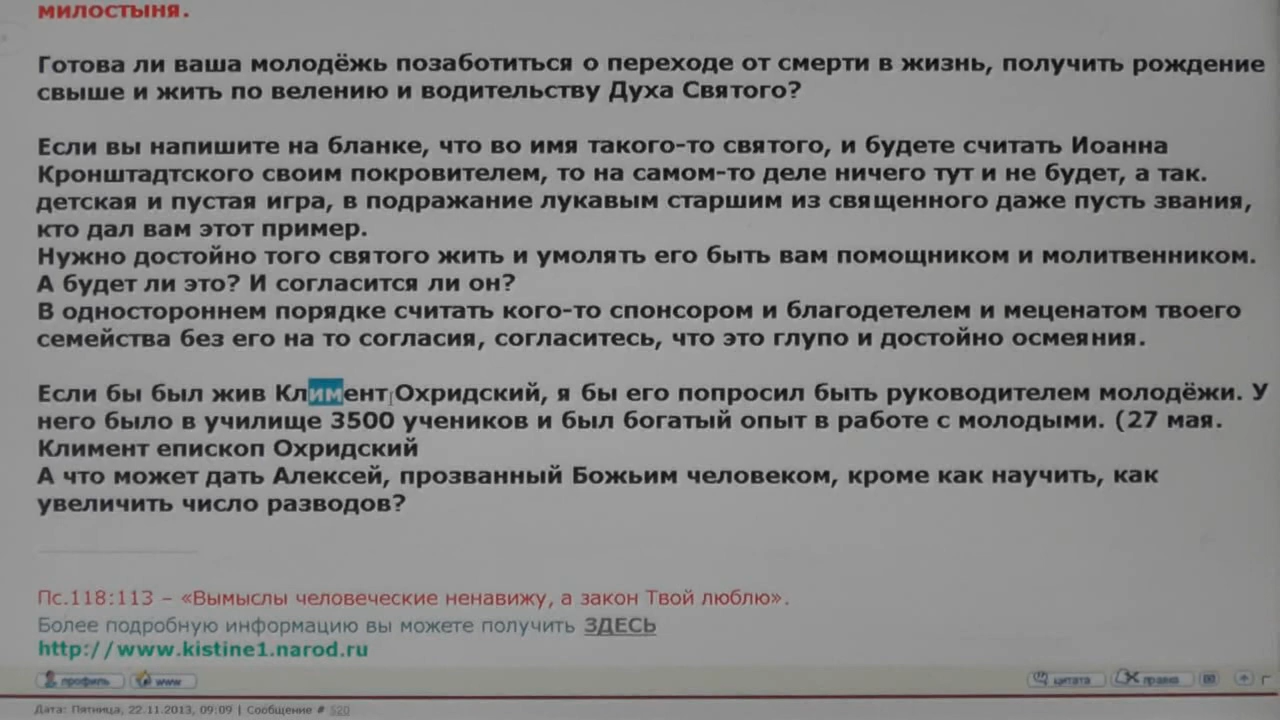 милостыня.
Готова ли ваша молодёжь позаботиться о переходе от смерти в жизнь, получить рождение
свыше и жить по велению и водительству Духа Святого?
Если вы напишите на бланке, что во имя такого-то святого, и будете считать Иоанна
Кронштадтского своим покровителем, то на самом-то деле ничего тут и не будет, а так.
детская и пустая игра, в подражание лукавым старшим из священного даже пусть звания,
кто дал вам этот пример.
Нужно достойно того святого жить и умолять его быть вам помощником и молитвенником.
А будет ли это? И согласится ли он?
В одностороннем порядке считать кого-то спонсором и благодетелем и меценатом твоего
семейства без его на то согласия, согласитесь, что это глупо и достойно осмеяния.
Если бы был жив Климент Охридский, я бы его попросил быть руководителем молодёжи. У
него было в училище 3500 учеников и был богатый опыт в работе с молодыми. (27 мая.
Климент епископ Охридский
А что может дать Алексей, прозванный Божьим человеком, кроме как научить, как
увеличить число разводов?
Пс.118:113 – «Вымыслы человеческие ненавижу, а закон Твой люблю».
Более подробную информацию вы можете получить ЗДЕСЬ
http://www.kistine1.narod.ru
профиль www цитата правка
Дата: Пятница, 22.11.2013, 09:09 | Сообщение # 520